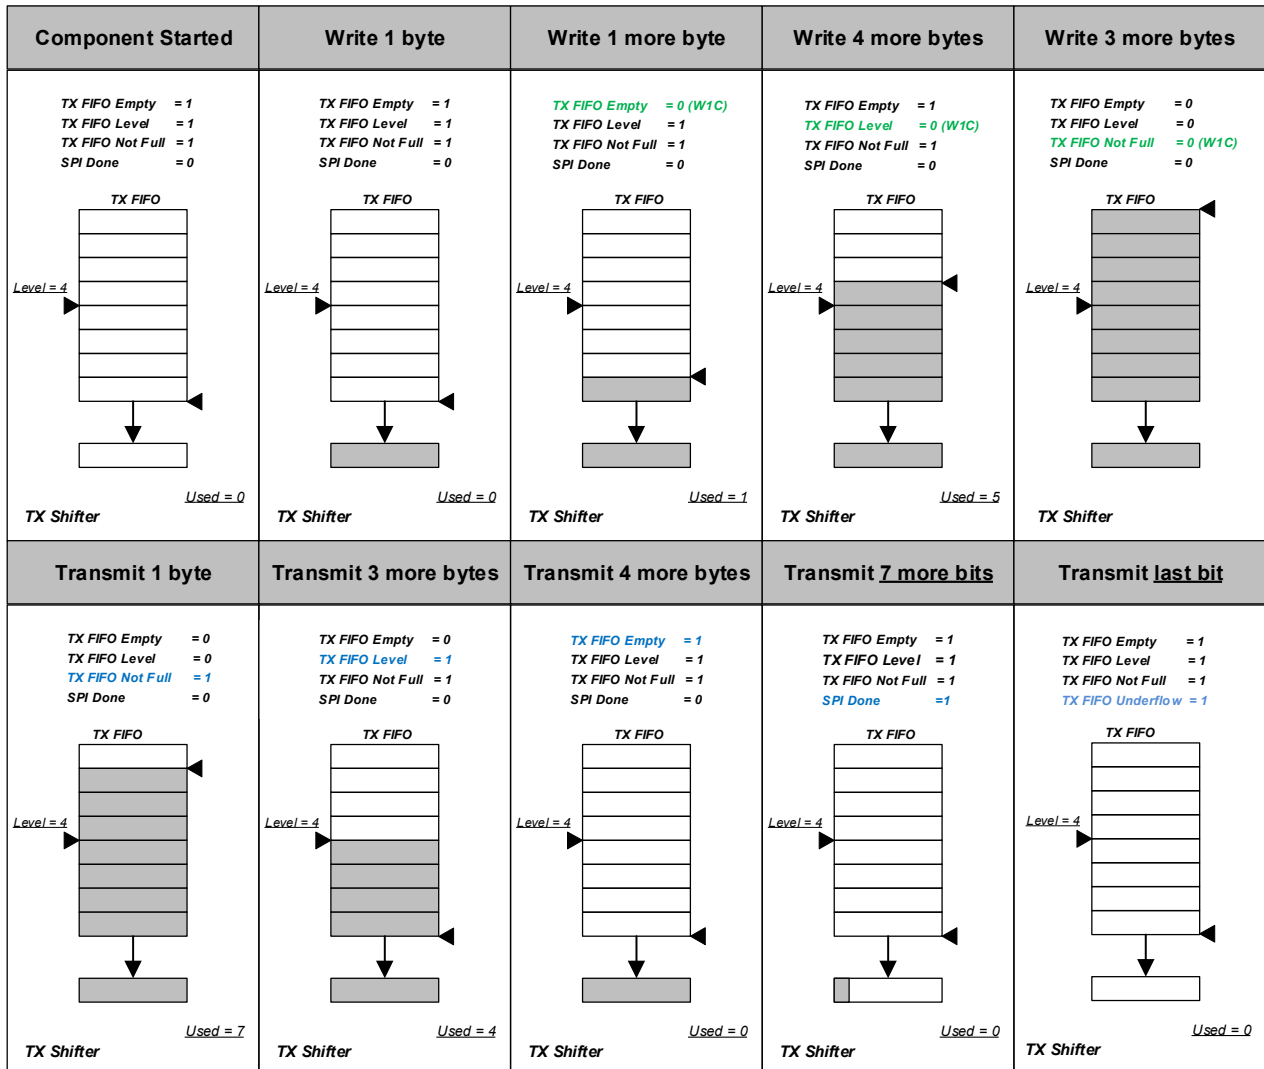 Component Started
TX FIFO Empty = 1
TX FIFO Level = 1
TX FIFO Not Full = 1
SPI Done = 0
TX FIFO
Level = 4
Used = 0
TX Shifter
Write 1 byte
TX FIFO Empty = 1
TX FIFO Level = 1
TX FIFO Not Full = 1
SPI Done = 0
TX FIFO
Level = 4
Used = 0
TX Shifter
Write 1 more byte
TX FIFO Empty = 0 (W1C)
TX FIFO Level = 1
TX FIFO Not Full = 1
SPI Done = 0
TX FIFO
Level = 4
Used = 1
TX Shifter
Write 4 more bytes
TX FIFO Empty = 1
TX FIFO Level = 0 (W1C)
TX FIFO Not Full = 1
SPI Done = 0
TX FIFO
Level = 4
Used = 5
TX Shifter
Write 3 more bytes
TX FIFO Empty = 0
TX FIFO Level = 0
TX FIFO Not Full = 0 (W1C)
SPI Done = 0
TX FIFO
Level = 4
TX Shifter
Transmit 1 byte
TX FIFO Empty = 0
TX FIFO Level = 0
TX FIFO Not Full = 1
SPI Done = 0
TX FIFO
Level = 4
Used = 7
TX Shifter
Transmit 3 more bytes
TX FIFO Empty = 0
TX FIFO Level = 1
TX FIFO Not Full = 1
SPI Done = 0
TX FIFO
Level = 4
Used = 4
TX Shifter
Transmit 4 more bytes
TX FIFO Empty = 1
TX FIFO Level = 1
TX FIFO Not Full = 1
SPI Done = 0
TX FIFO
Level = 4
Used = 0
TX Shifter
Transmit 7 more bits
TX FIFO Empty = 1
TX FIFO Level = 1
TX FIFO Not Full = 1
SPI Done =1
TX FIFO
Level = 4
Used = 0
TX Shifter
Transmit last bit
TX FIFO Empty = 1
TX FIFO Level = 1
TX FIFO Not Full = 1
TX FIFO Underflow = 1
TX FIFO
Level = 4
Used = 0
TX Shifter